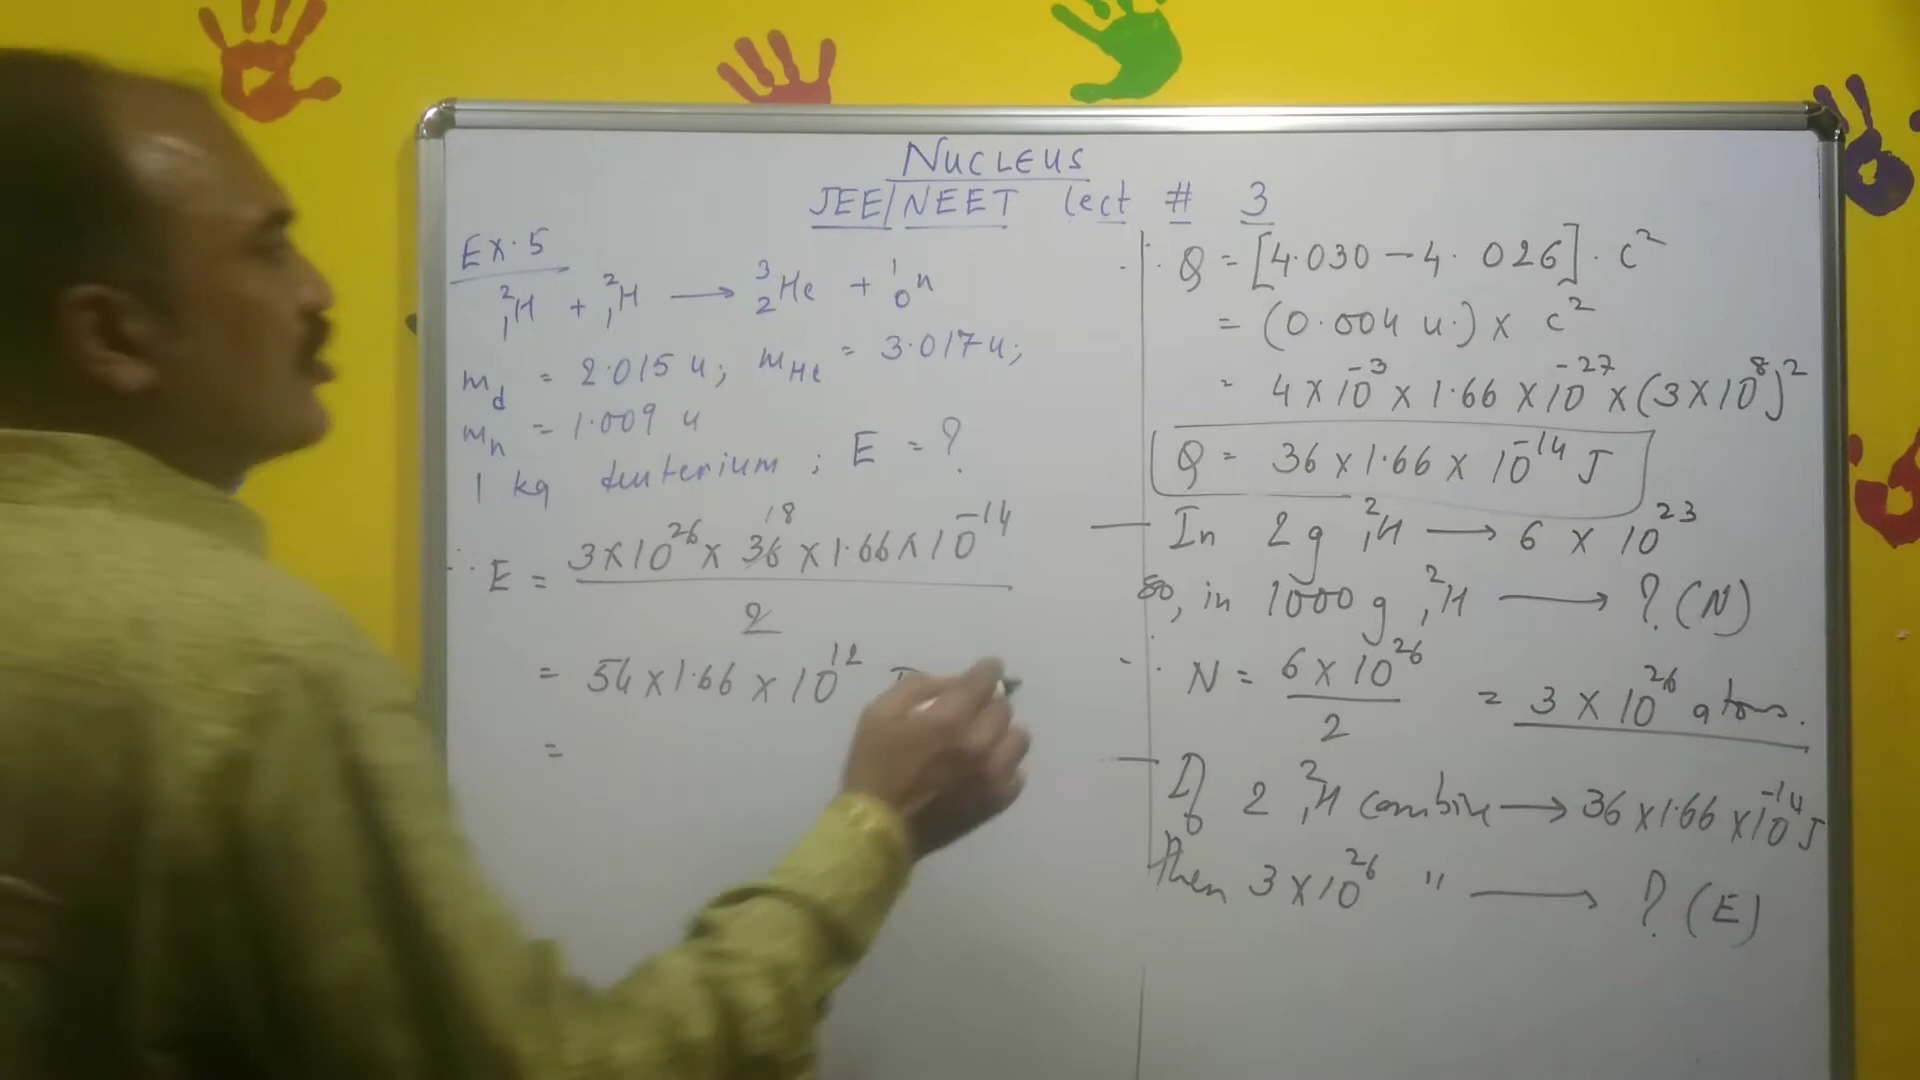 NUCLEUS
JEE/NEET Lect # 3
Ex.5
²₁H + ²₁H ⟶ ³₂He + ¹₀n
m_d = 2.015 u; m_He = 3.017 u;
m_n = 1.009 u
1 kg deuterium; E = ?
∴ E = (3 × 10²⁶ × 36 × 1.66 × 10⁻¹⁴) / 2
18
= 54 × 1.66 × 10¹²
=
∴ Q = [4.030 − 4.026] . c²
= (0.004 u.) × c²
= 4 × 10⁻³ × 1.66 × 10⁻²⁷ × (3 × 10⁸)²
Q = 36 × 1.66 × 10⁻¹⁴ J
— In 2 g ²₁H ⟶ 6 × 10²³
so, in 1000 g ²₁H ⟶ ? (N)
∴ N = (6 × 10²⁶) / 2 = 3 × 10²⁶ atoms.
— If 2 ²₁H combine ⟶ 36 × 1.66 × 10⁻¹⁴ J
then 3 × 10²⁶ " ⟶ ? (E)